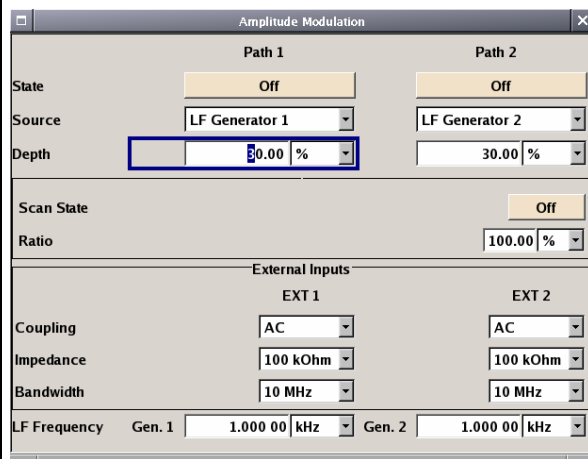 Amplitude Modulation
Path 1 Path 2
State Off Off
Source LF Generator 1 LF Generator 2
Depth 30.00 % 30.00 %
Scan State Off
Ratio 100.00 %
External Inputs
EXT 1 EXT 2
Coupling AC AC
Impedance 100 kOhm 100 kOhm
Bandwidth 10 MHz 10 MHz
LF Frequency Gen. 1 1.000 00 kHz Gen. 2 1.000 00 kHz